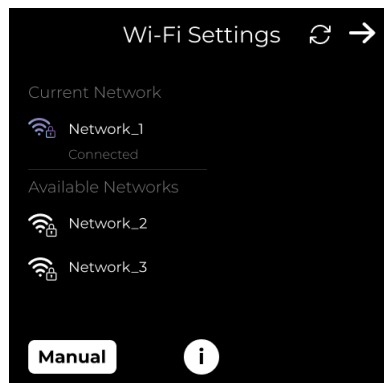 Wi-Fi Settings
Current Network
Network_1
Connected
Available Networks
Network_2
Network_3
Manual
i